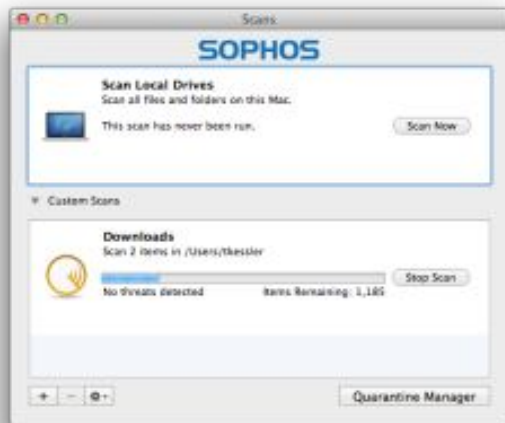 Scans
SOPHOS
Scan Local Drives
Scan all files and folders on this Mac.
This scan has never been run.
Scan Now
Custom Scans
Downloads
Scan 2 items in /Users/tkessler
Stop Scan
No threats detected
Items Remaining: 1,185
+
-
Quarantine Manager